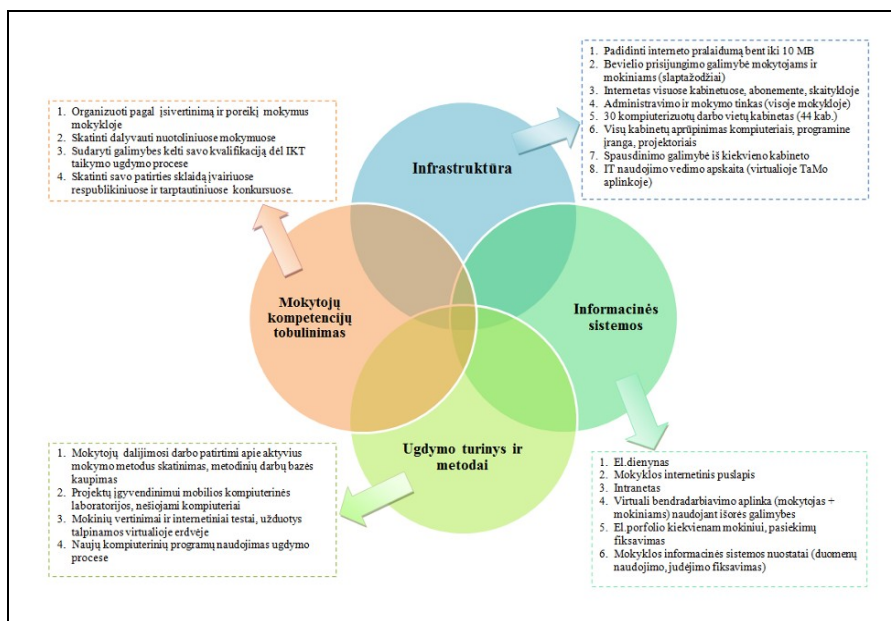 1. Padidinti interneto pralaidumą bent iki 10 MB
2. Bevielio prisijungimo galimybė mokytojams ir
mokiniams (slaptažodžiai)
3. Internetas visuose kabinetuose, abonemente, skaitykloje
4. Administravimo ir mokymo tinkas (visoje mokykloje)
5. 30 kompiuterizuotų darbo vietų kabinetas (44 kab.)
6. Visų kabinetų aprūpinimas kompiuteriais, programine
įranga, projektoriais
7. Spausdinimo galimybė iš kiekvieno kabineto
8. IT naudojimo vedimo apskaita (virtualioje TaMo
aplinkoje)
1. Organizuoti pagal įsivertinimą ir poreikį mokymus
mokykloje
2. Skatinti dalyvauti nuotoliniuose mokymuose
3. Sudaryti galimybes kelti savo kvalifikaciją dėl IKT
taikymo ugdymo procese
4. Skatinti savo patirties sklaidą įvairiuose
respublikiniuose ir tarptautiniuose konkursuose.
Infrastruktūra
Mokytojų
kompetencijų
tobulinimas
Informacinės
sistemos
Ugdymo turinys ir
metodai
1. Mokytojų dalijimosi darbo patirtimi apie aktyvius
mokymo metodus skatinimas, metodinių darbų bazės
kaupimas
2. Projektų įgyvendinimui mobilios kompiuterinės
laboratorijos, nešiojami kompiuteriai
3. Mokinių vertinimai ir internetiniai testai, užduotys
talpinamos virtualioje erdvėje
4. Naujų kompiuterinių programų naudojimas ugdymo
procese
1. El.dienynas
2. Mokyklos internetinis puslapis
3. Intranetas
4. Virtuali bendradarbiavimo aplinka (mokytojas +
mokiniams) naudojant išorės galimybes
5. El.porfolio kiekvienam mokiniui, pasiekimų
fiksavimas
6. Mokyklos informacinės sistemos nuostatai (duomenų
naudojimo, judėjimo fiksavimas)